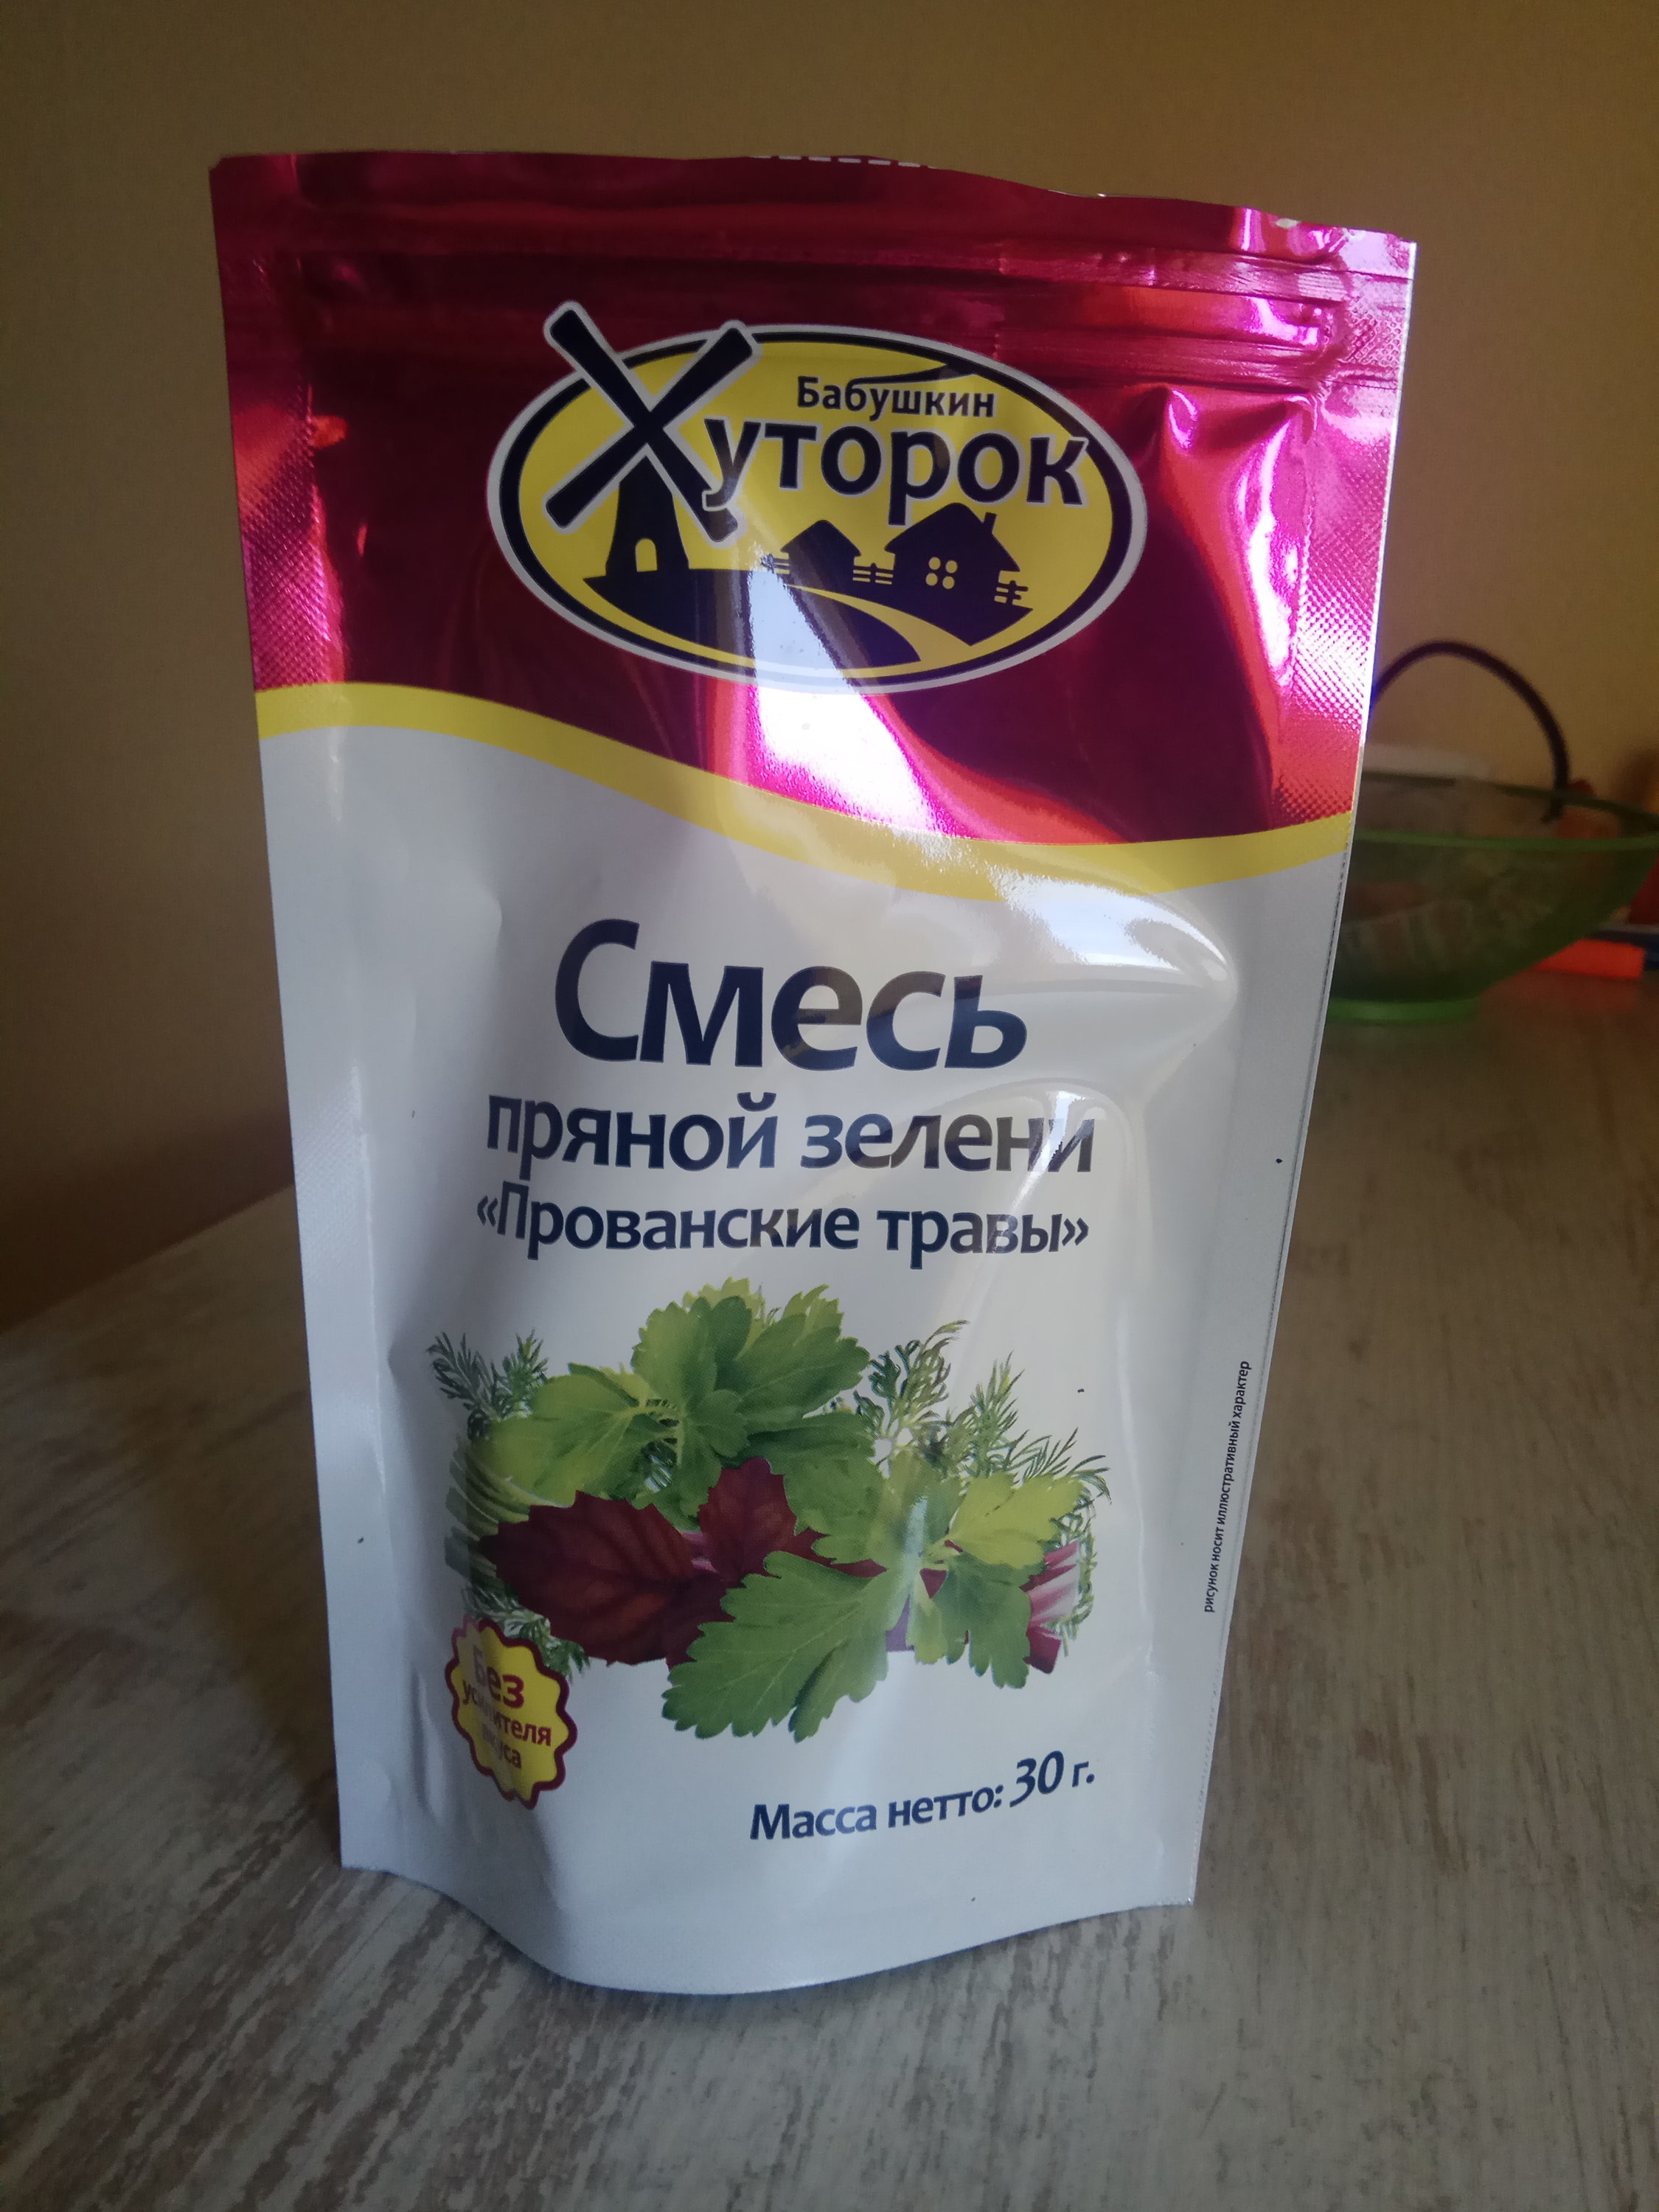 Бабушкин
Хуторок
Смесь
пряной зелени
«Прованские травы»
рисунок носит иллюстративный характер
Без
усилителя
вкуса
Масса нетто: 30 г.